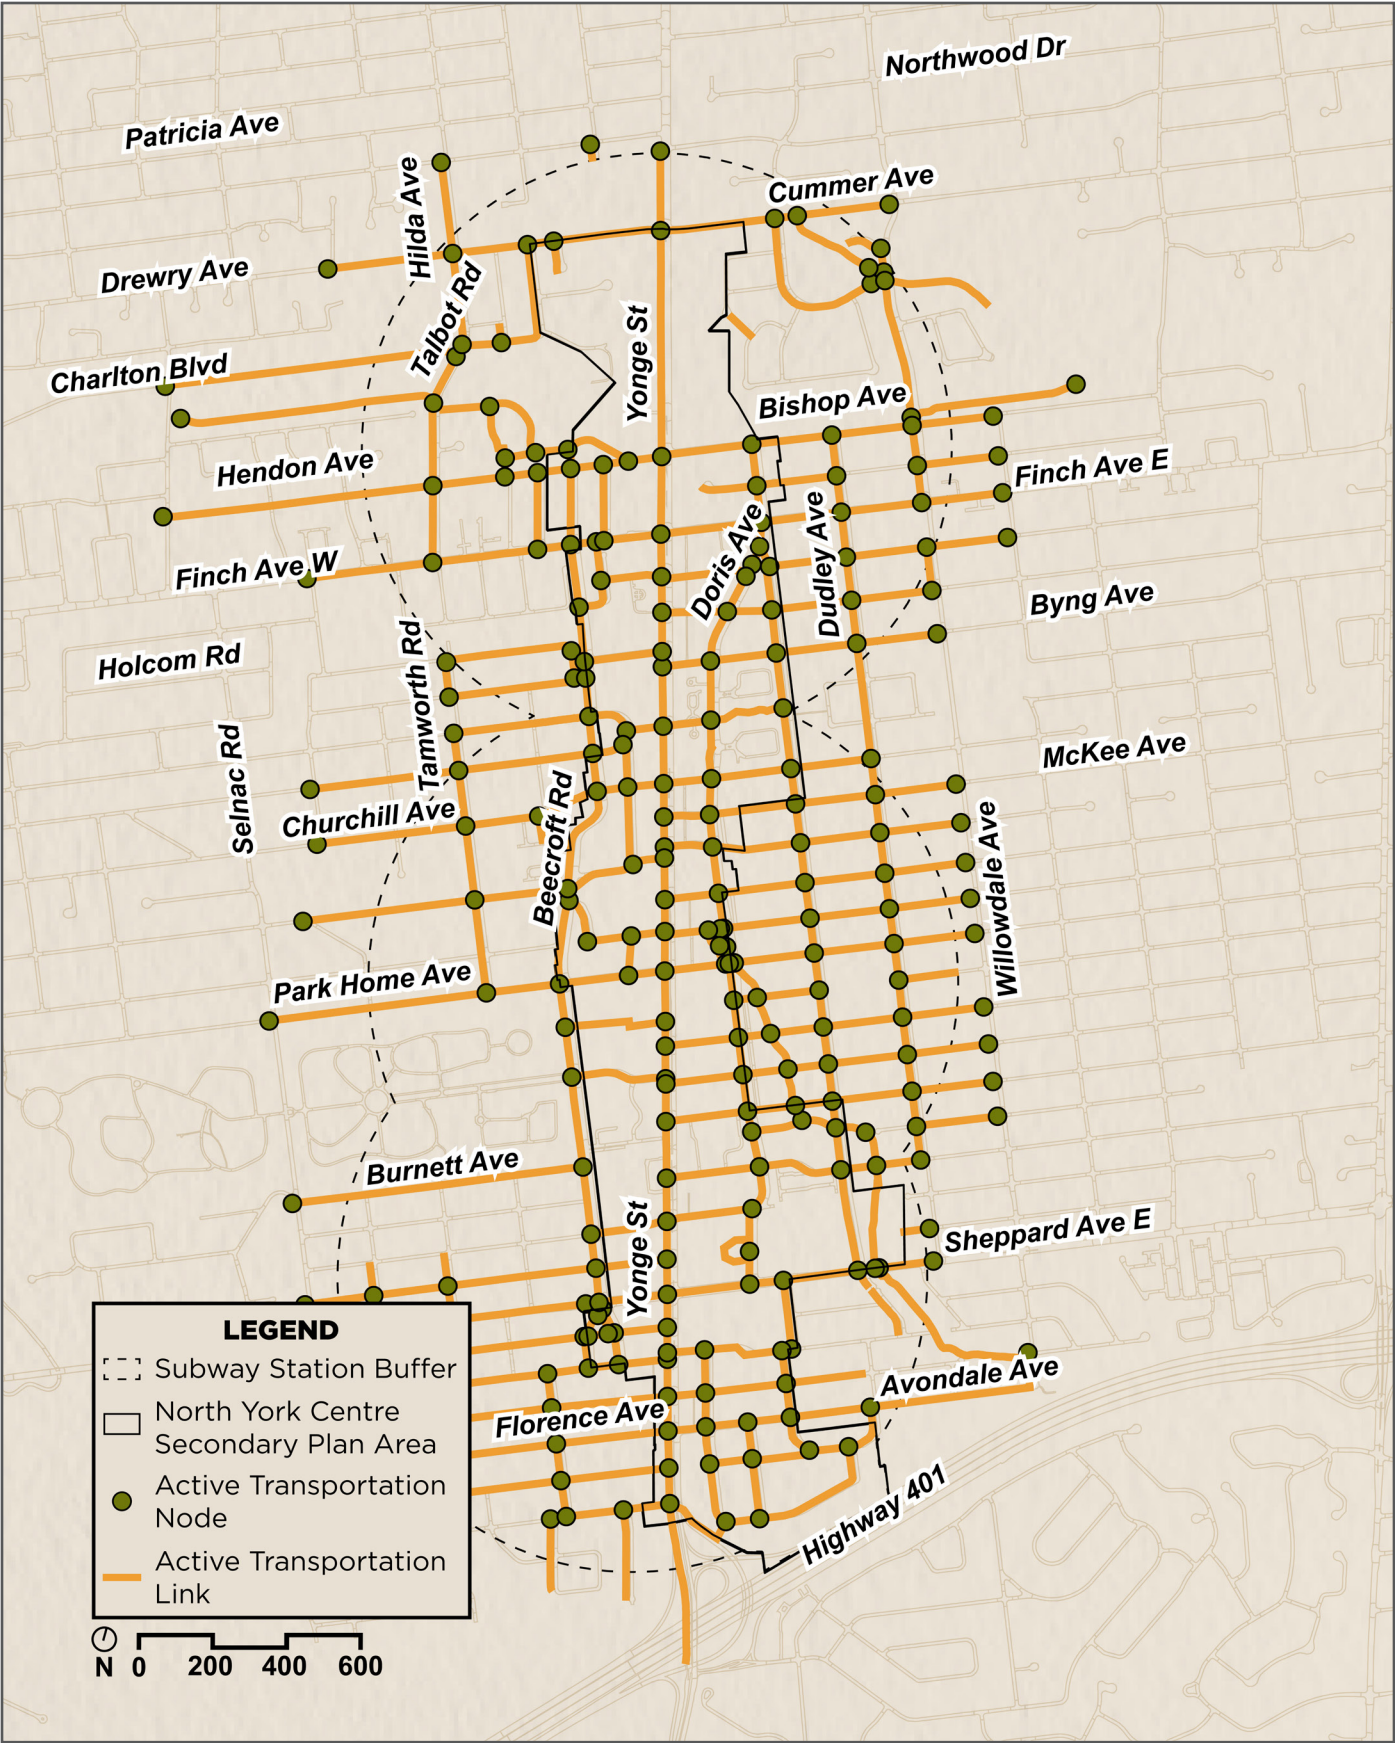 Northwood Dr
Patricia Ave
Cummer Ave
Hilda Ave
Drewry Ave
Talbot Rd
Yonge St
Charlton Blvd
Bishop Ave
Hendon Ave
Finch Ave E
Doris Ave
Dudley Ave
Finch Ave W
Byng Ave
Holcom Rd
Tamworth Rd
Selnac Rd
McKee Ave
Churchill Ave
Beecroft Rd
Willowdale Ave
Park Home Ave
Burnett Ave
Yonge St
Sheppard Ave E
Avondale Ave
Florence Ave
Highway 401
LEGEND
Subway Station Buffer
North York Centre
Secondary Plan Area
Active Transportation
Node
Active Transportation
Link
N 0 200 400 600